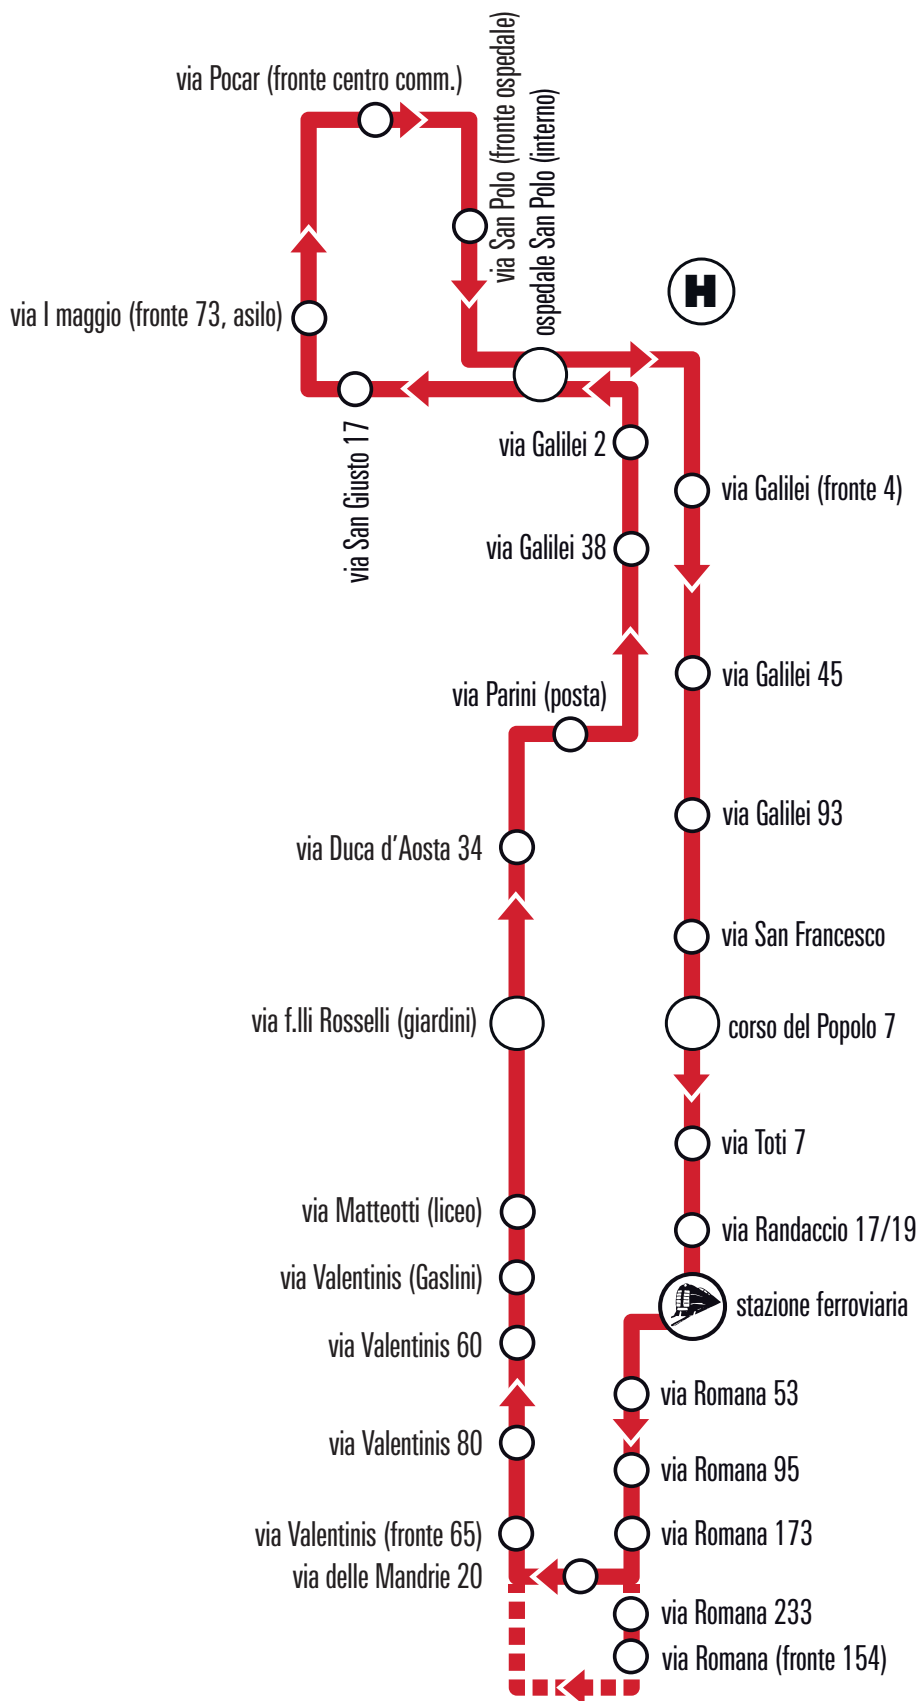 via Pocar (fronte centro comm.)
via San Polo (fronte ospedale)
ospedale San Polo (interno)
H
via I maggio (fronte 73, asilo)
via San Giusto 17
via Galilei 2
via Galilei (fronte 4)
via Galilei 38
via Galilei 45
via Parini (posta)
via Galilei 93
via Duca d'Aosta 34
via San Francesco
via f.lli Rosselli (giardini)
corso del Popolo 7
via Toti 7
via Matteotti (liceo)
via Randaccio 17/19
via Valentinis (Gaslini)
stazione ferroviaria
via Valentinis 60
via Romana 53
via Valentinis 80
via Romana 95
via Valentinis (fronte 65)
via Romana 173
via delle Mandrie 20
via Romana 233
via Romana (fronte 154)